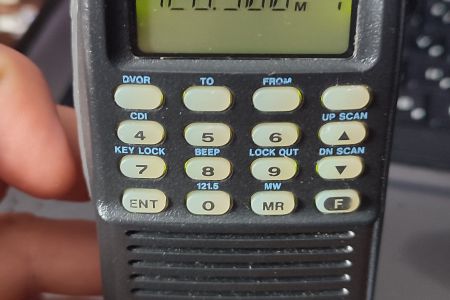 DVOR TO FROM
CDI UP SCAN
4 5 6 ▲
KEY LOCK BEEP LOCK OUT DN SCAN
7 8 9 ▼
121.5 MW
ENT 0 MR F